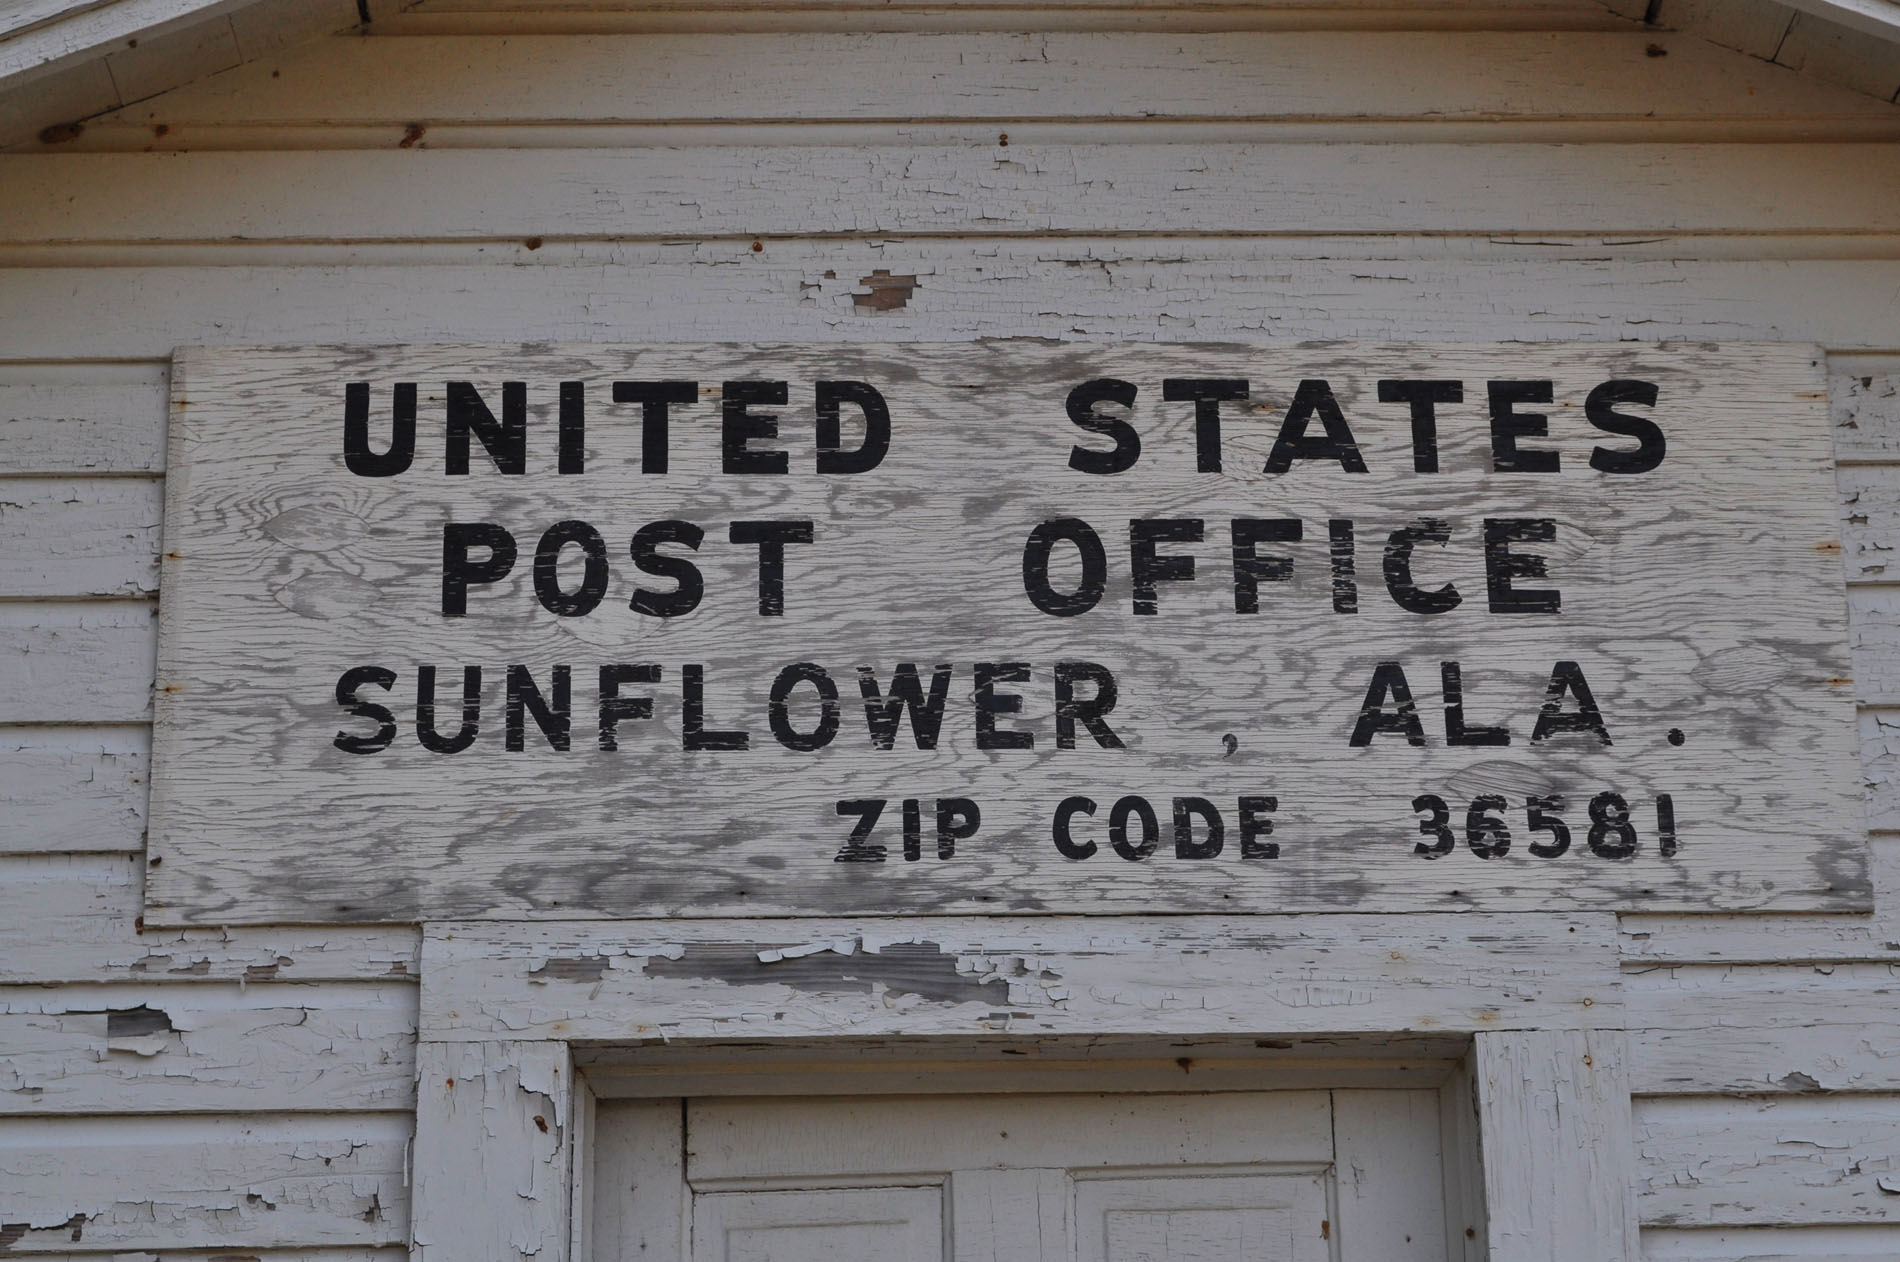 UNITED STATES
POST OFFICE
SUNFLOWER, ALA.
ZIP CODE 36581